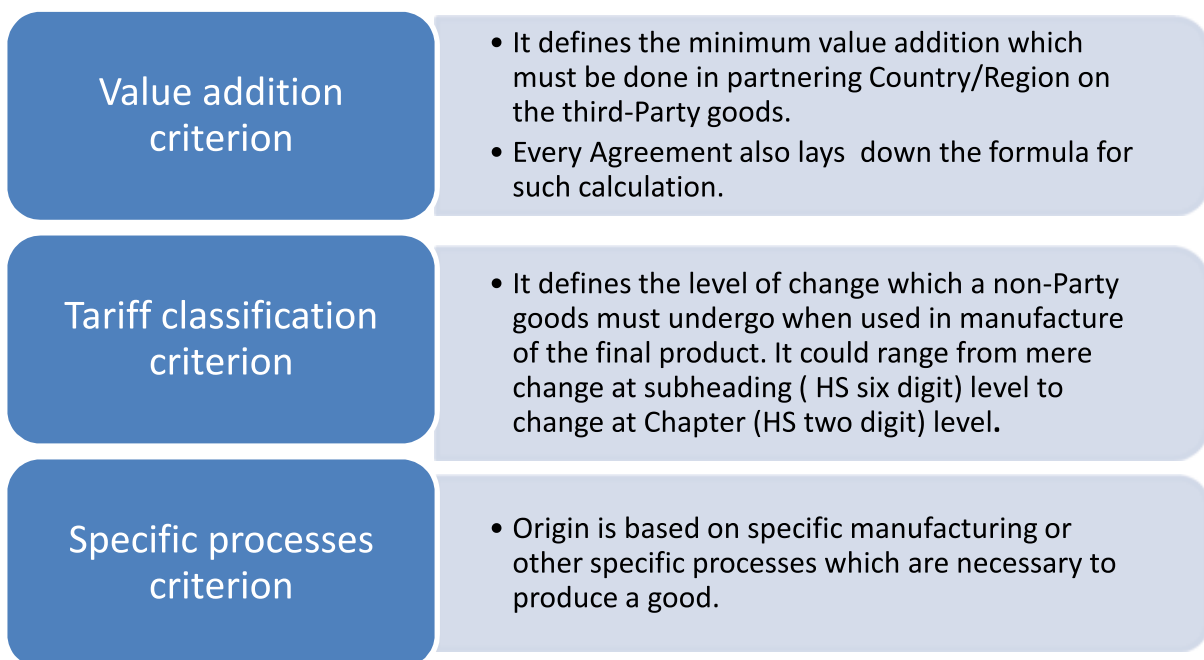 Value addition
criterion
• It defines the minimum value addition which
must be done in partnering Country/Region on
the third-Party goods.
• Every Agreement also lays  down the formula for
such calculation.
Tariff classification
criterion
• It defines the level of change which a non-Party
goods must undergo when used in manufacture
of the final product. It could range from mere
change at subheading ( HS six digit) level to
change at Chapter (HS two digit) level.
Specific processes
criterion
• Origin is based on specific manufacturing or
other specific processes which are necessary to
produce a good.